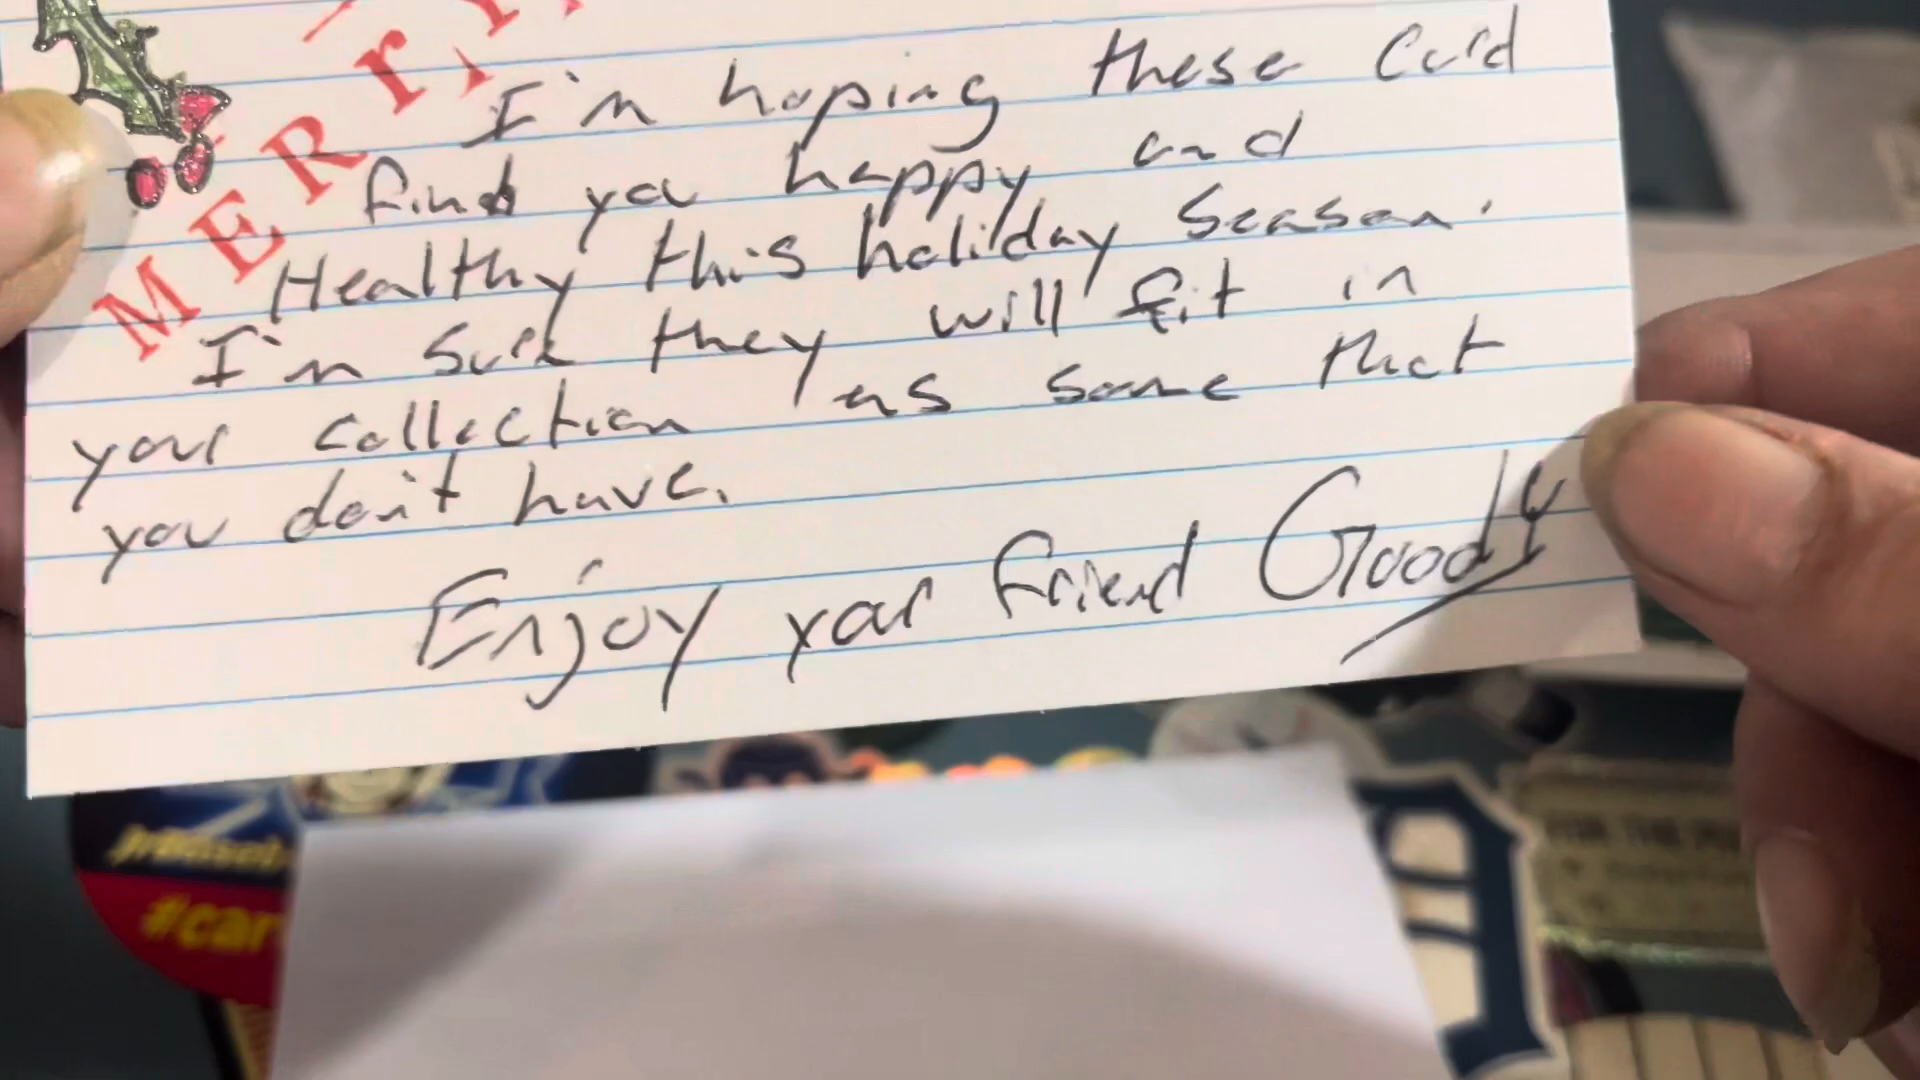 MERRY
I'm hoping these Card
find you happy and
Healthy this holiday Season.
I'm sure they will fit in
your collection as some that
you don't have.
Enjoy your friend Goody
#car